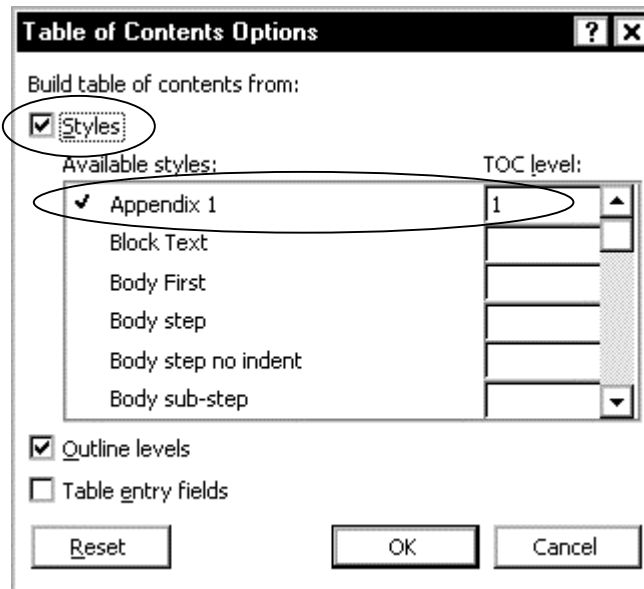 Table of Contents Options ? ×
Build table of contents from:
Styles
Available styles: TOC level:
Appendix 1 1
Block Text
Body First
Body step
Body step no indent
Body sub-step
Outline levels
Table entry fields
Reset OK Cancel